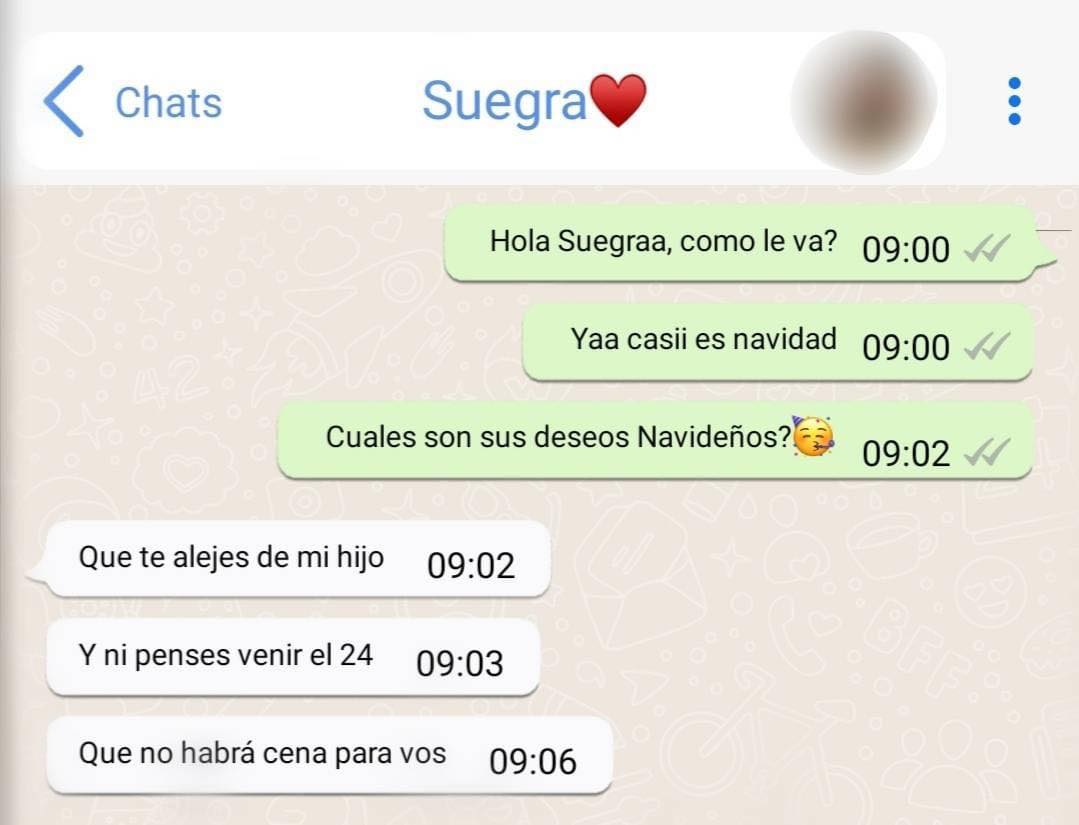 Chats
Suegra❤️
Hola Suegraa, como le va? 09:00
Yaa casii es navidad 09:00
Cuales son sus deseos Navideños?🥳 09:02
Que te alejes de mi hijo 09:02
Y ni penses venir el 24 09:03
Que no habrá cena para vos 09:06